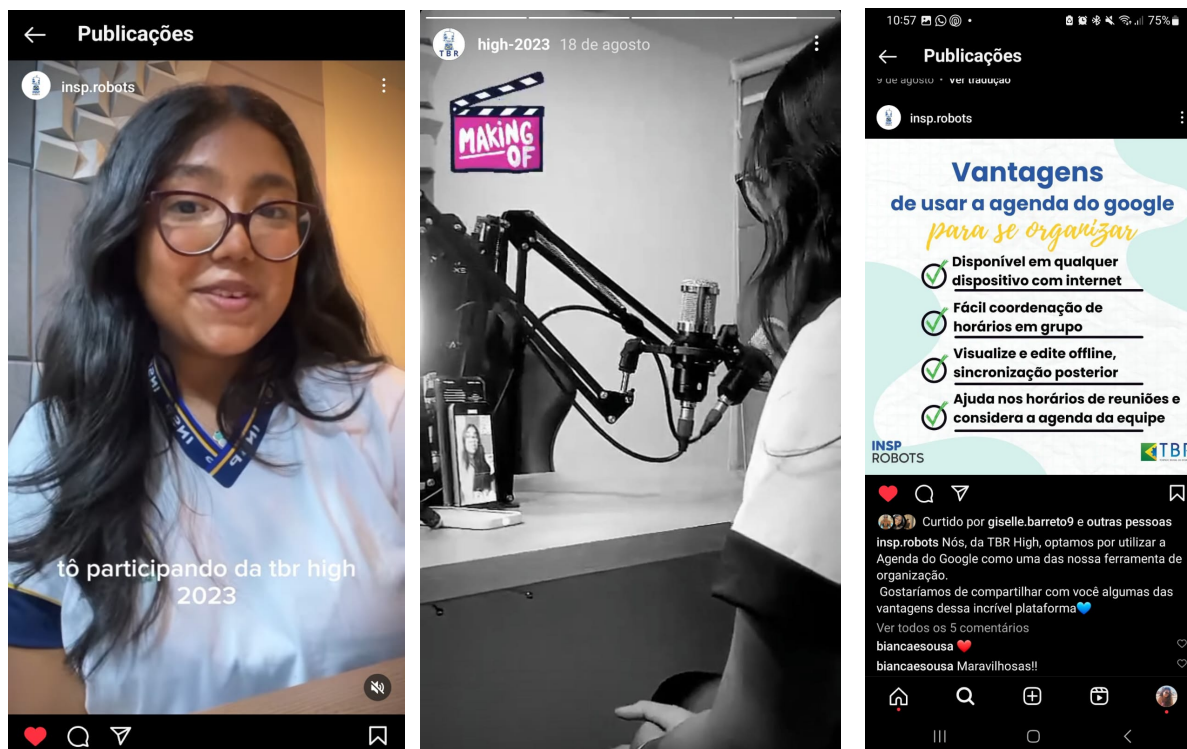 Publicações
insp.robots
tô participando da tbr high
2023
TBR
high-2023 18 de agosto
MAKING
OF
10:57
75%
Publicações
9 de agosto • Ver tradução
insp.robots
Vantagens
de usar a agenda do google
para se organizar
Disponível em qualquer
dispositivo com internet
Fácil coordenação de
horários em grupo
Visualize e edite offline,
sincronização posterior
Ajuda nos horários de reuniões e
considera a agenda da equipe
INSP
ROBOTS
TBR
Curtido por giselle.barreto9 e outras pessoas
insp.robots Nós, da TBR High, optamos por utilizar a
Agenda do Google como uma das nossa ferramenta de
organização.
Gostaríamos de compartilhar com você algumas das
vantagens dessa incrível plataforma💙
Ver todos os 5 comentários
biancaesousa ❤️
biancaesousa Maravilhosas!!